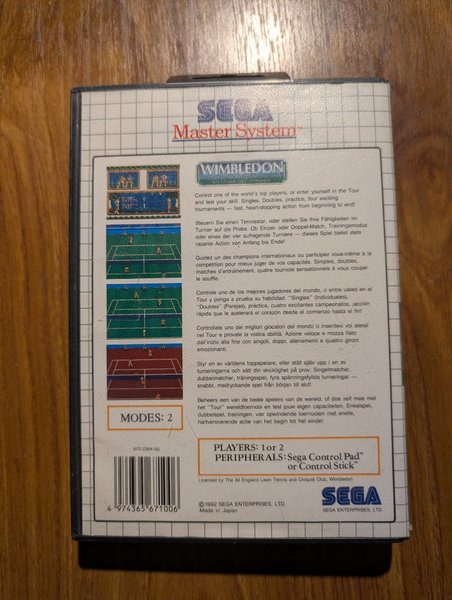 SEGA
Master System™
WIMBLEDON
Control one of the world's top players, or enter yourself in the Tour
and test your skill. Singles, Doubles, practice, four exciting
tournaments — fast, heart-stopping action from beginning to end!
Steuern Sie einen Tennisstar, oder stellen Sie Ihre Fähigkeiten im
Turnier auf die Probe. Ob Einzel- oder Doppel-Match, Trainingsmodus
oder eines der vier aufregende Turniere — dieses Spiel bietet stets
rasante Action von Anfang bis Ende!
Guidez un des champions internationaux ou participez vous-même à la
compétition pour mieux juger de vos capacités. Singles, doubles,
matches d'entraînement, quatre tournois sensationnels à vous couper
le souffle.
Controle uno de los mejores jugadores del mundo, o entre usted en el
Tour y ponga a prueba su habilidad. "Singles" (Individuales),
"Doubles" (Parejas), práctica, cuatro excitantes campeonatos, ¡acción
rápida que le acelerará el corazón desde el comienzo hasta el fin!
Controllate uno dei migliori giocatori del mondo o inseritevi voi stessi
nel Tour e provate la vostra abilità. Azione veloce e mozza fiato
dall'inizio alla fine con singoli, doppi, allenamenti e quattro gironi
emozionanti.
Styr en av världens toppspelare, eller ställ själv upp i en av
turneringarna och sätt din skicklighet på prov. Singelmatcher,
dubbelmatcher, träningsspel, fyra spänningsfyllda turneringar —
snabbt, medryckande spel från början till slut!
Beheers een van de beste spelers van de wereld, of doe zelf mee met
het "Tour" wereldtoernooi en test jouw eigen capaciteiten. Enkelspel,
dubbelspel, trainingen, vier opwindende toernooien met snelle,
hartveroverende actie van het begin tot het einde!
MODES: 2
PLAYERS: 1 or 2
PERIPHERALS: Sega Control Pad™
or Control Stick™
Licensed by The All England Lawn Tennis and Croquet Club, Wimbledon
670-2364-50
4 974365 671006
©1992 SEGA ENTERPRISES, LTD.
Made in Japan
SEGA
SEGA ENTERPRISES, LTD.